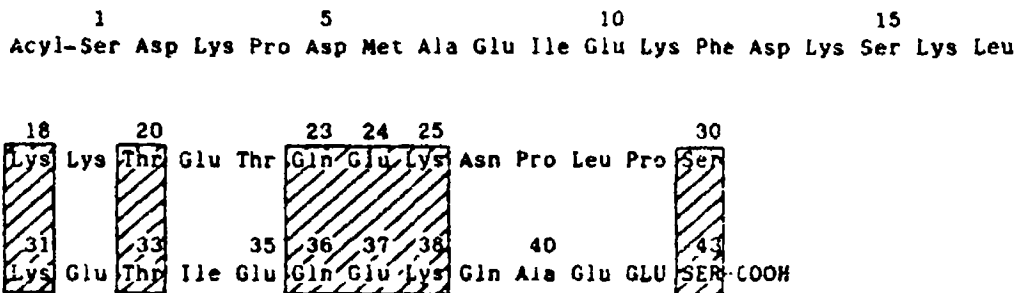 1 5 10 15
Acyl-Ser Asp Lys Pro Asp Met Ala Glu Ile Glu Lys Phe Asp Lys Ser Lys Leu
18 20 23 24 25 30
Lys Lys Thr Glu Thr Gln Glu Lys Asn Pro Leu Pro Ser
31 33 35 36 37 38 40 43
Lys Glu Thr Ile Glu Gln Glu Lys Gln Ala Glu GLU SER-COOH